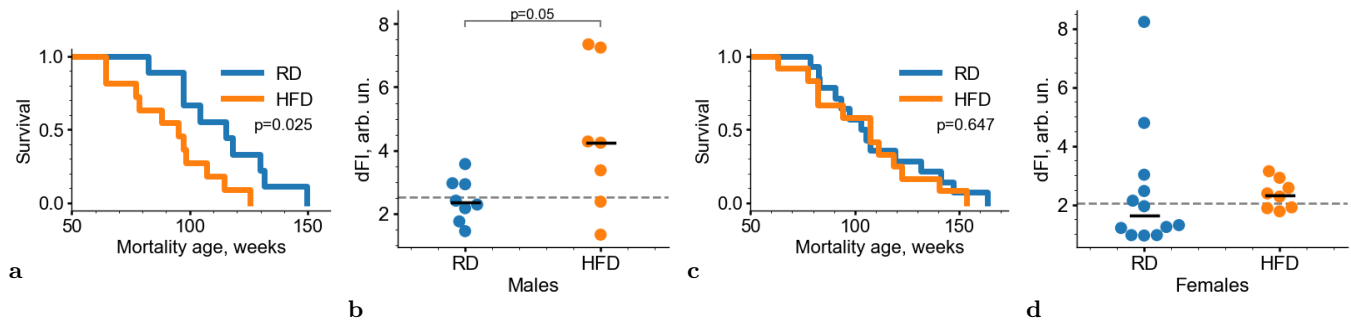 1.0
0.5
0.0
Survival
RD
HFD
p=0.025
50
100
150
Mortality age, weeks
a
8
6
4
2
dFI, arb. un.
p=0.05
RD
HFD
Males
b
1.0
0.5
0.0
Survival
RD
HFD
p=0.647
50
100
150
Mortality age, weeks
c
8
6
4
2
dFI, arb. un.
RD
HFD
Females
d